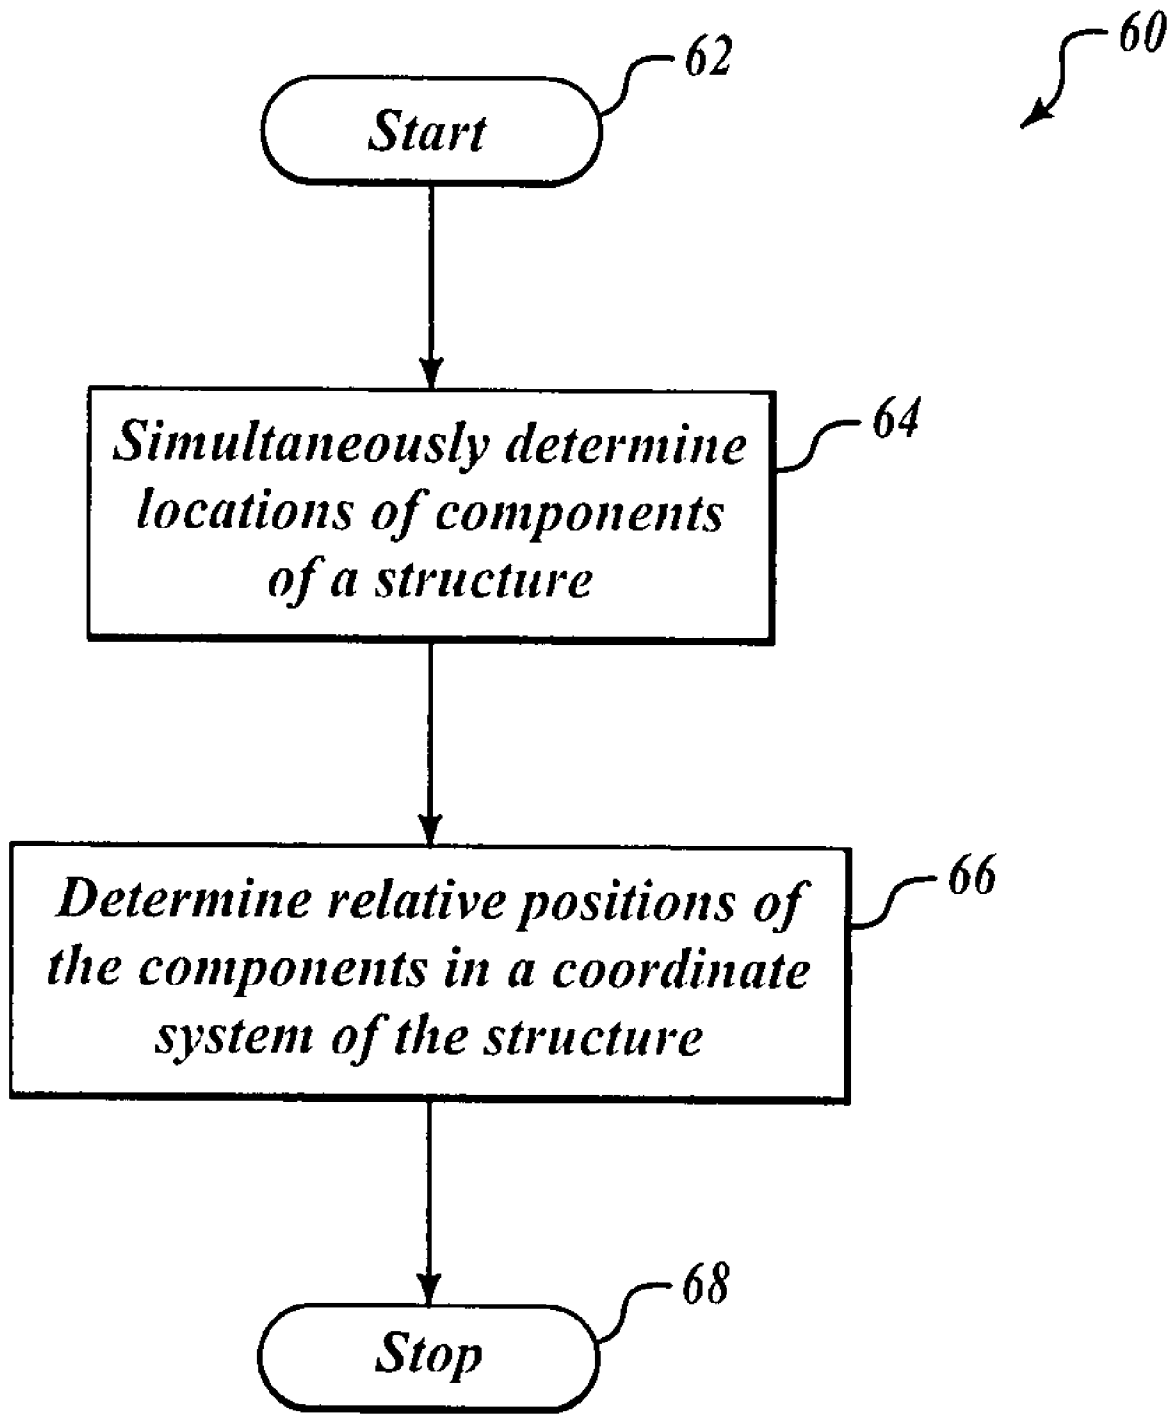 60
62
Start
64
Simultaneously determine
locations of components
of a structure
66
Determine relative positions of
the components in a coordinate
system of the structure
68
Stop